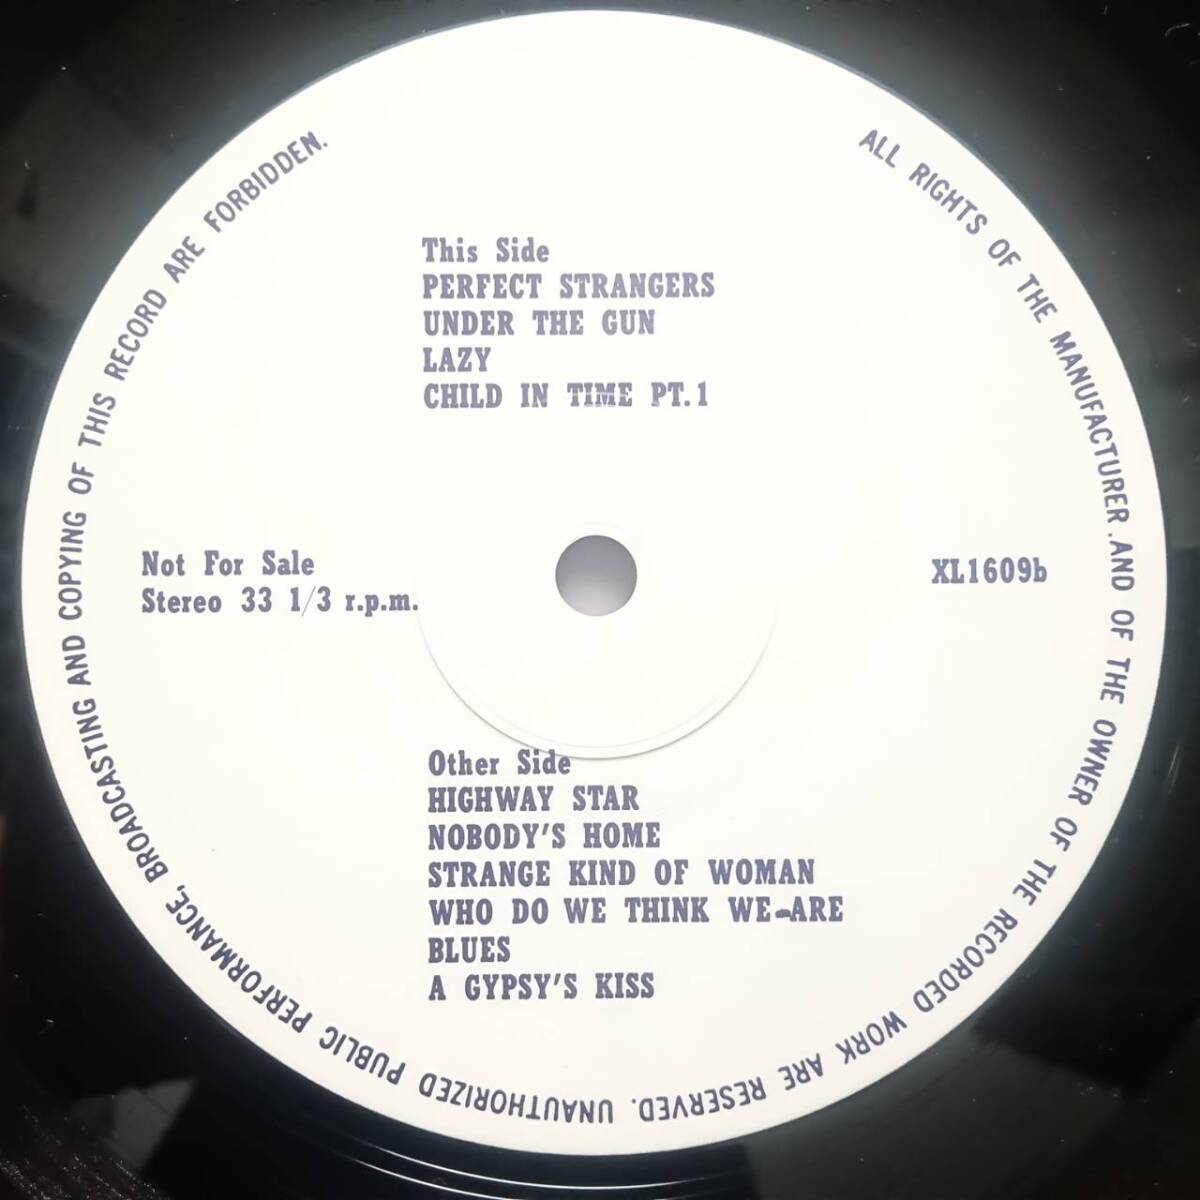 This Side
PERFECT STRANGERS
UNDER THE GUN
LAZY
CHILD IN TIME PT.1
Not For Sale
Stereo 33 1/3 r.p.m.
XL1609b
Other Side
HIGHWAY STAR
NOBODY'S HOME
STRANGE KIND OF WOMAN
WHO DO WE THINK WE-ARE
BLUES
A GYPSY'S KISS
ALL RIGHTS OF THE MANUFACTURER .AND OF THE OWNER OF THE RECORDED WORK ARE RESERVED. UNAUTHORIZED PUBLIC PERFORMANCE, BROADCASTING AND COPYING OF THIS RECORD ARE FORBIDDEN.